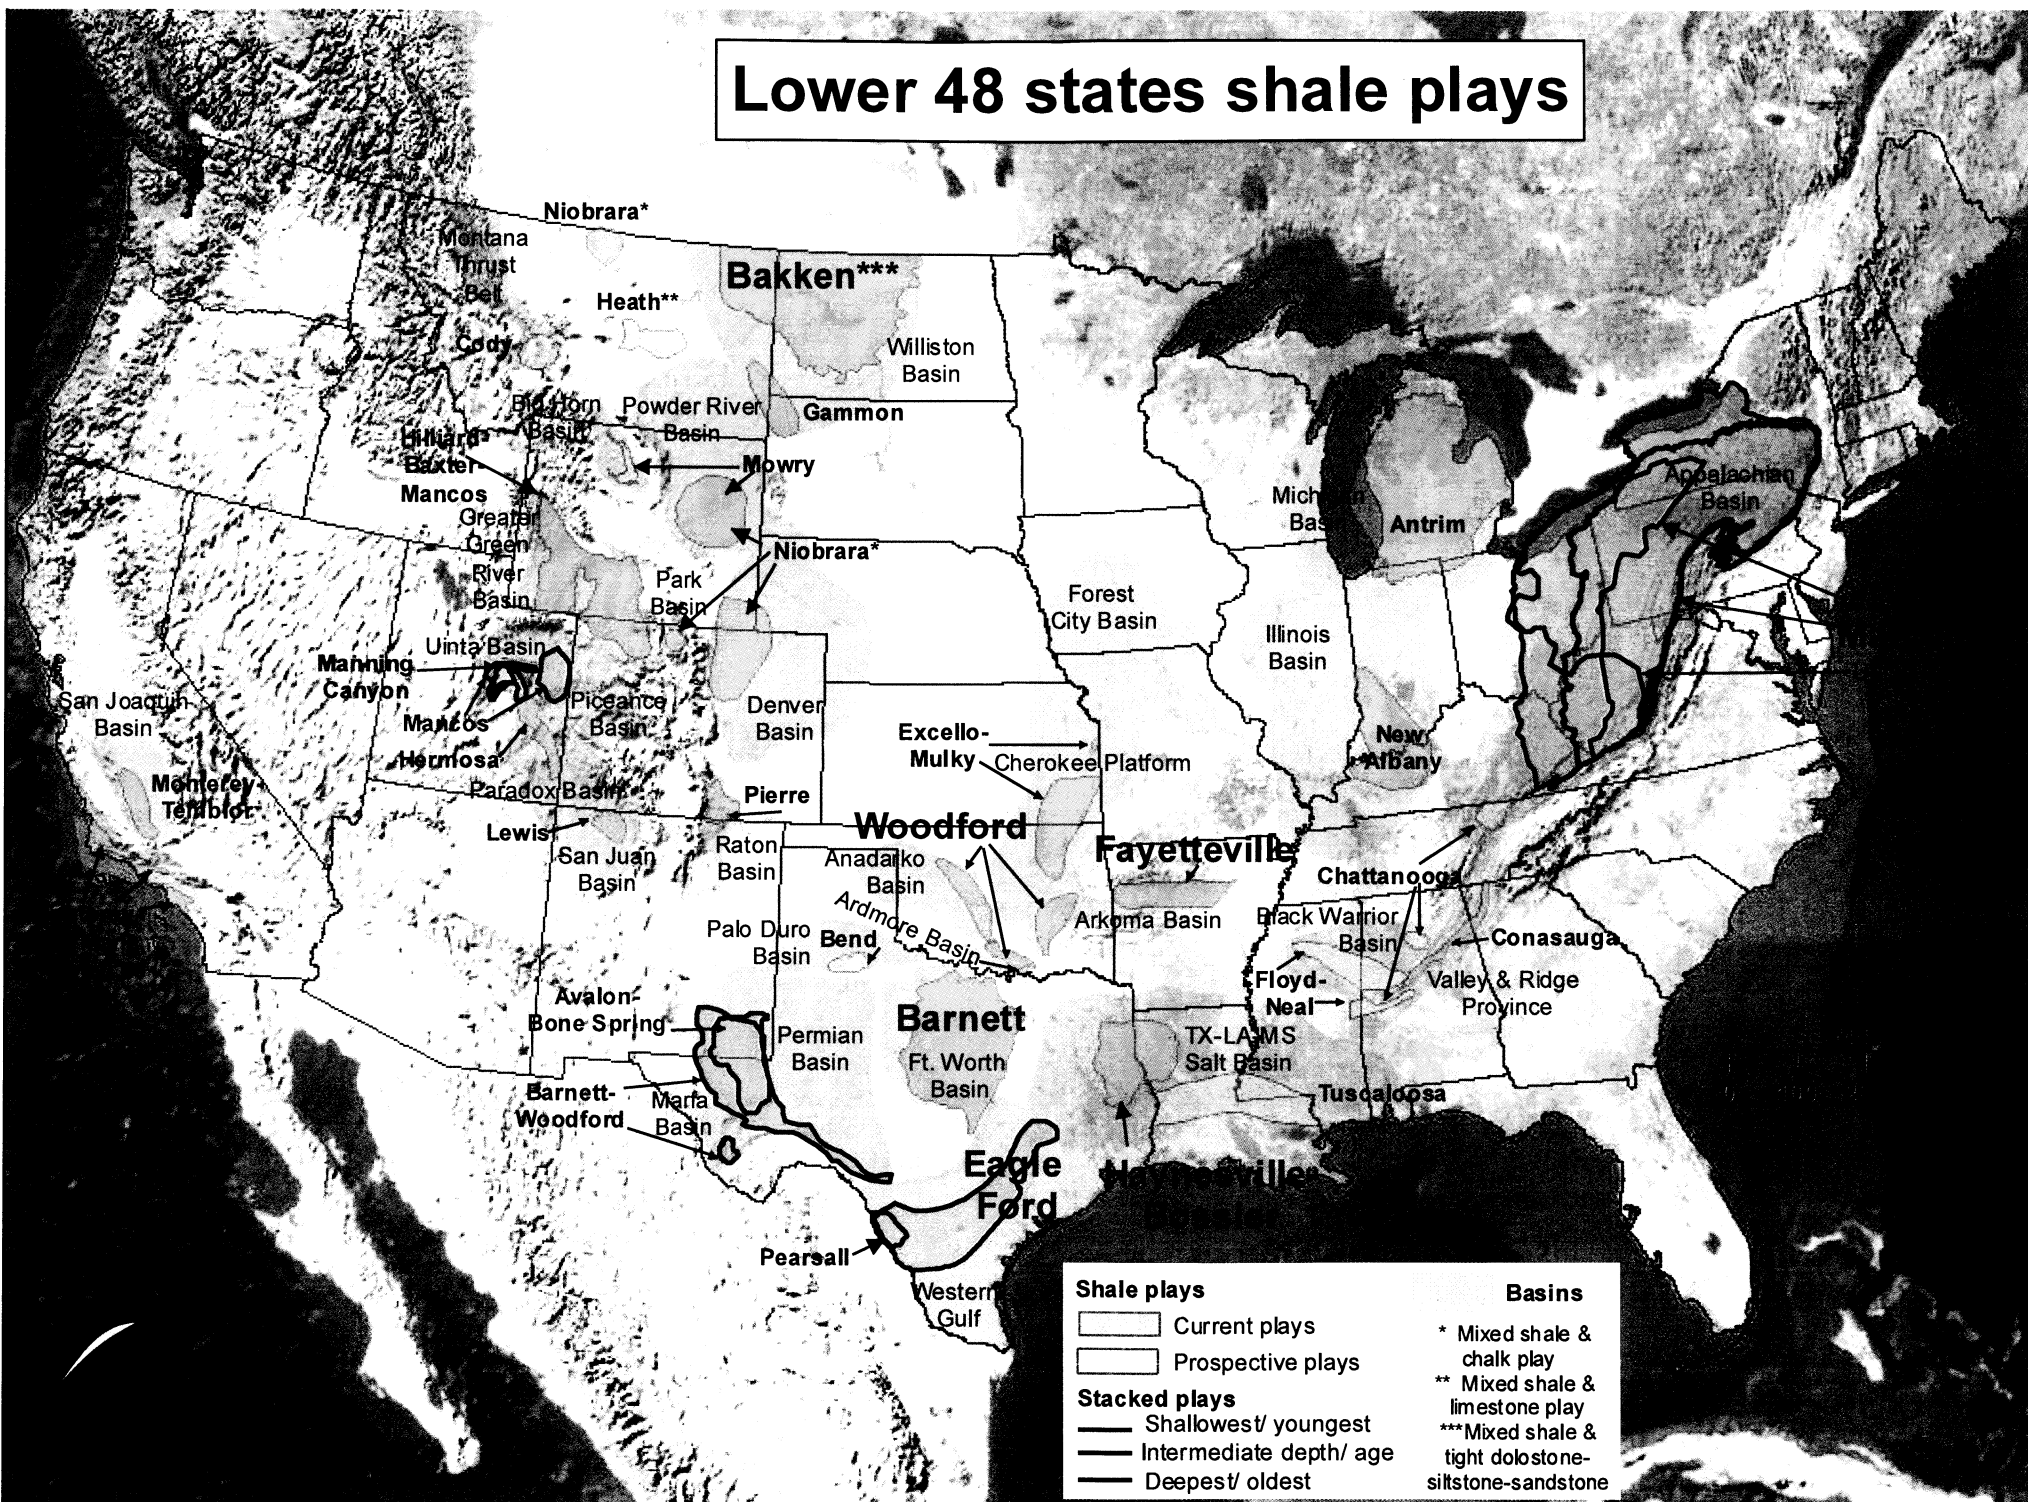 Lower 48 states shale plays
Niobrara*
Montana
Thrust
Belt
Bakken***
Heath**
Cody
Williston
Basin
Big Horn
Basin
Powder River
Basin
Gammon
Hilliard-
Baxter-
Mancos
Mowry
Greater
Green
River
Basin
Niobrara*
Park
Basin
Michigan
Basin
Antrim
Appalachian
Basin
Forest
City Basin
Illinois
Basin
Uinta Basin
Manning
Canyon
Mancos
Hermosa
Piceance
Basin
Denver
Basin
San Joaquin
Basin
Monterey-
Temblor
Paradox Basin
Pierre
Lewis
San Juan
Basin
Raton
Basin
Excello-
Mulky
Cherokee Platform
New
Albany
Woodford
Anadarko
Basin
Fayetteville
Chattanooga
Arkoma Basin
Ardmore Basin
Black Warrior
Basin
Palo Duro
Basin
Bend
Conasauga
Floyd-
Neal
Valley & Ridge
Province
Avalon-
Bone Spring
Permian
Basin
Barnett
Ft. Worth
Basin
TX-LA-MS
Salt Basin
Barnett-
Woodford
Marfa
Basin
Tuscaloosa
Eagle
Ford
Haynesville-
Bossier
Pearsall
Western
Gulf
Shale plays
Current plays
Prospective plays
Stacked plays
Shallowest/ youngest
Intermediate depth/ age
Deepest/ oldest
Basins
* Mixed shale &
chalk play
** Mixed shale &
limestone play
***Mixed shale &
tight dolostone-
siltstone-sandstone